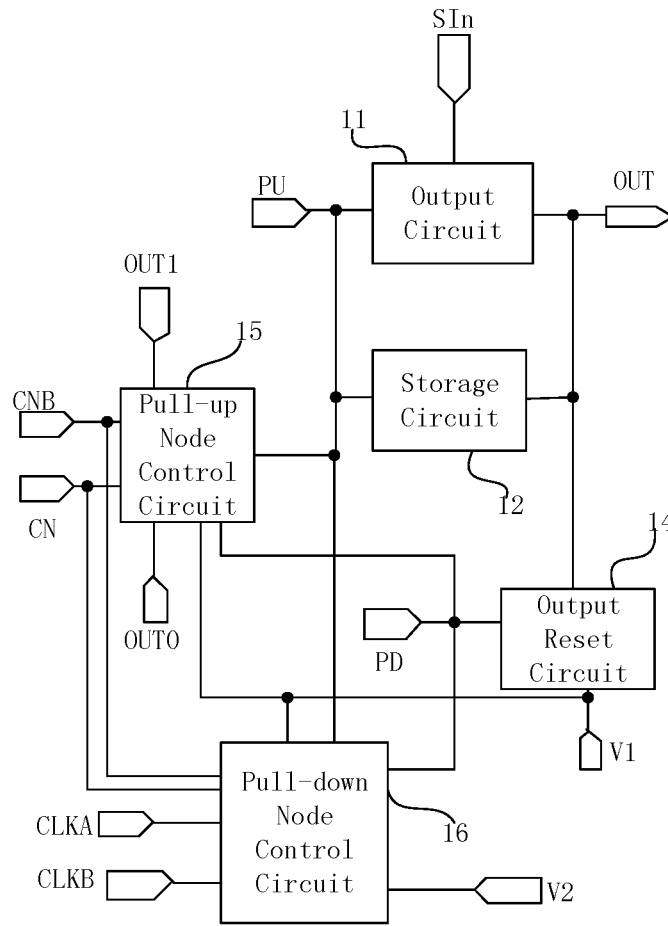 SIn
11
PU
Output
Circuit
OUT
OUT1
15
CNB
Pull-up
Node
Control
Circuit
Storage
Circuit
CN
12
14
OUT0
PD
Output
Reset
Circuit
V1
Pull-down
Node
Control
Circuit
16
CLKA
CLKB
V2